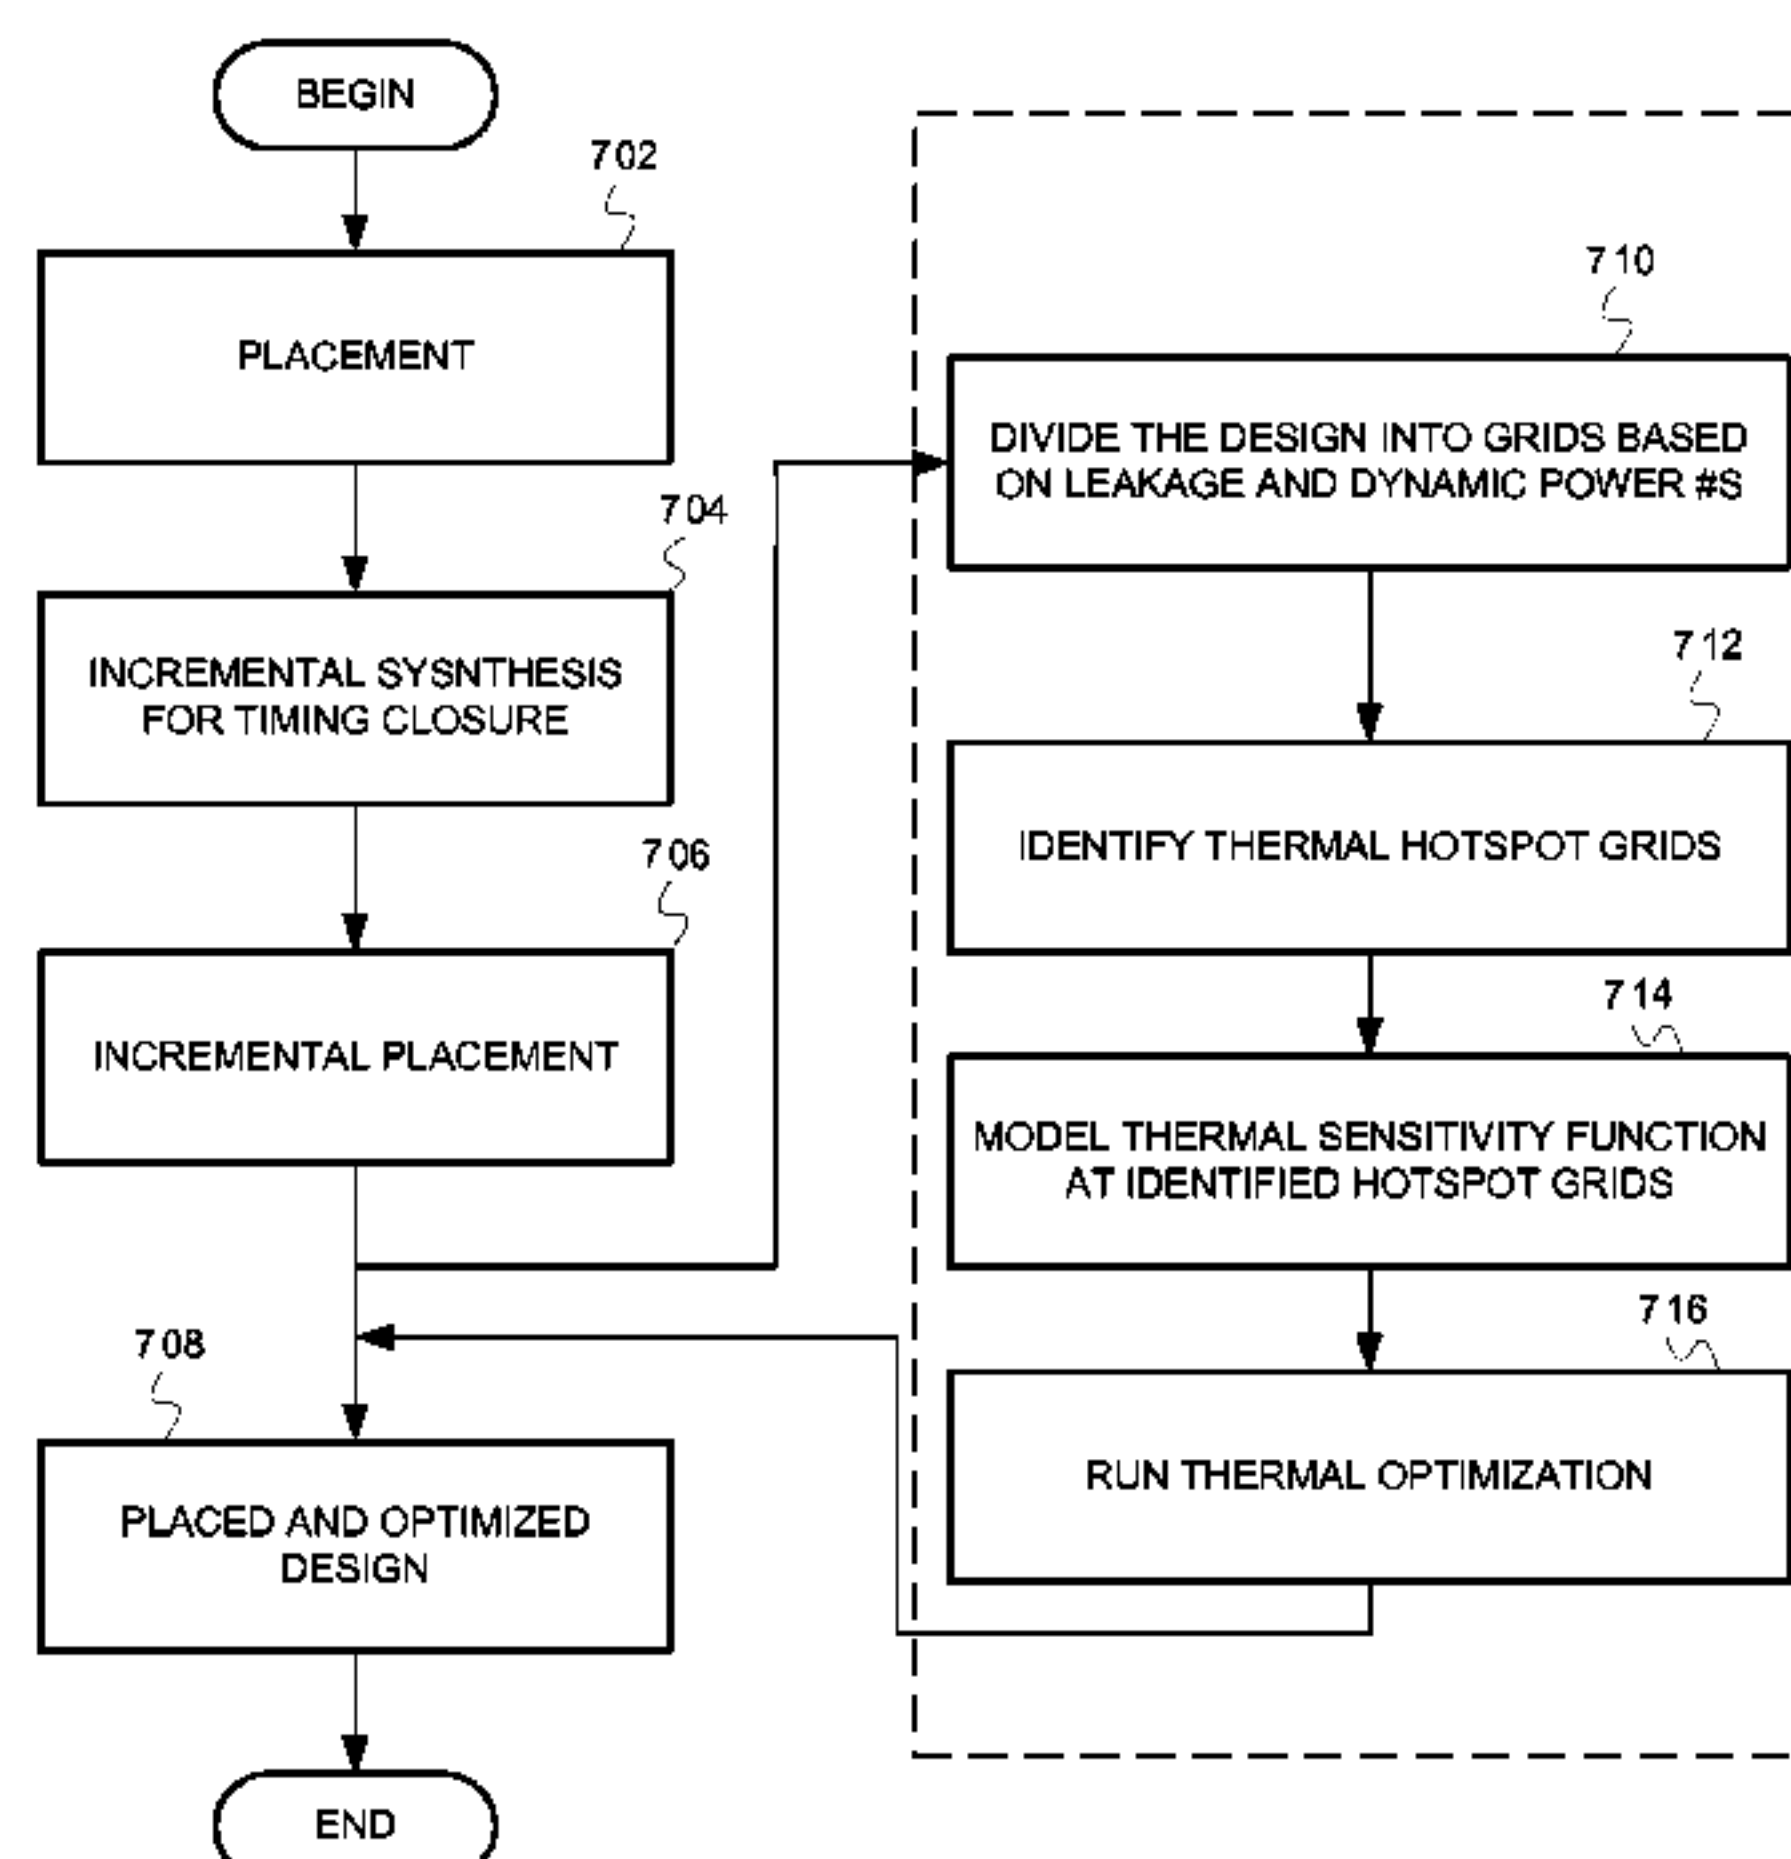 BEGIN
702
PLACEMENT
704
INCREMENTAL SYSNTHESIS
FOR TIMING CLOSURE
706
INCREMENTAL PLACEMENT
708
PLACED AND OPTIMIZED
DESIGN
END
710
DIVIDE THE DESIGN INTO GRIDS BASED
ON LEAKAGE AND DYNAMIC POWER #S
712
IDENTIFY THERMAL HOTSPOT GRIDS
714
MODEL THERMAL SENSITIVITY FUNCTION
AT IDENTIFIED HOTSPOT GRIDS
716
RUN THERMAL OPTIMIZATION